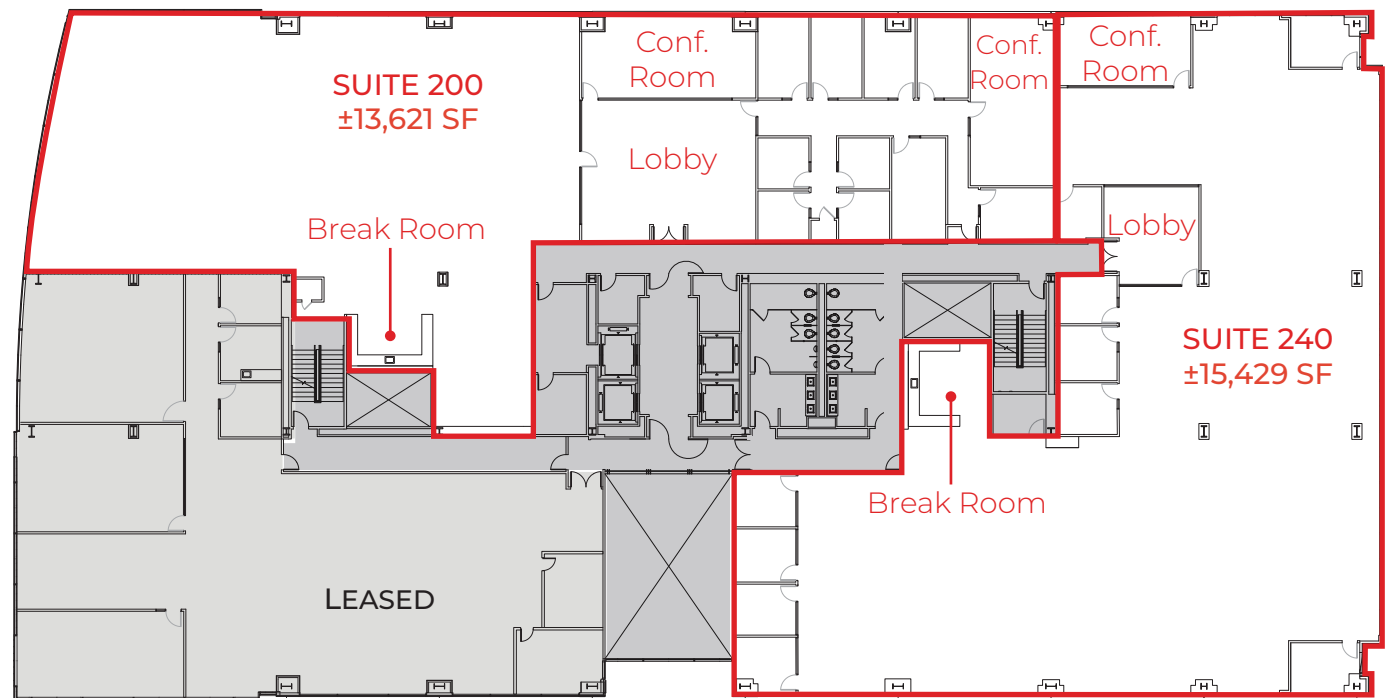 SUITE 200
±13,621 SF
Conf.
Room
Conf.
Room
Conf.
Room
Lobby
Lobby
Break Room
SUITE 240
±15,429 SF
Break Room
LEASED